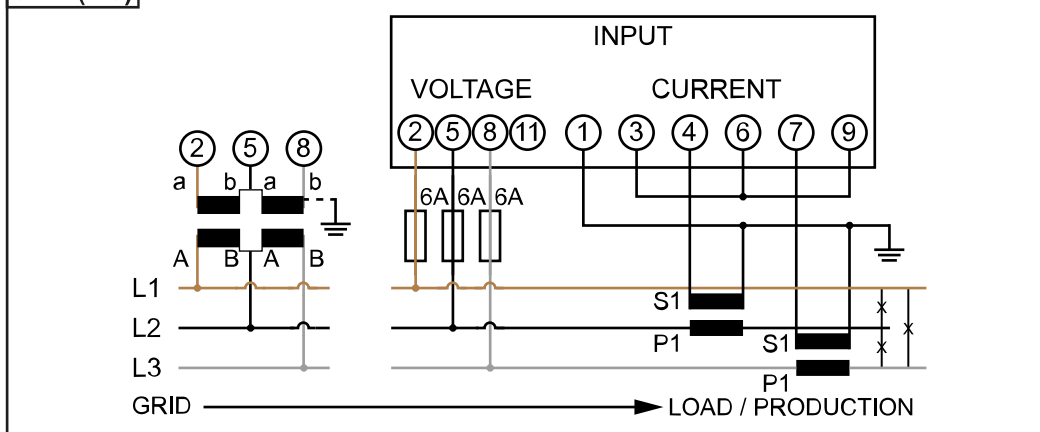 INPUT
VOLTAGE CURRENT
2 5 8 11 1 3 4 6 7 9
2 5 8
a b a b
6A 6A 6A
A B A B
L1
S1
L2
P1 S1
L3
P1
GRID LOAD / PRODUCTION